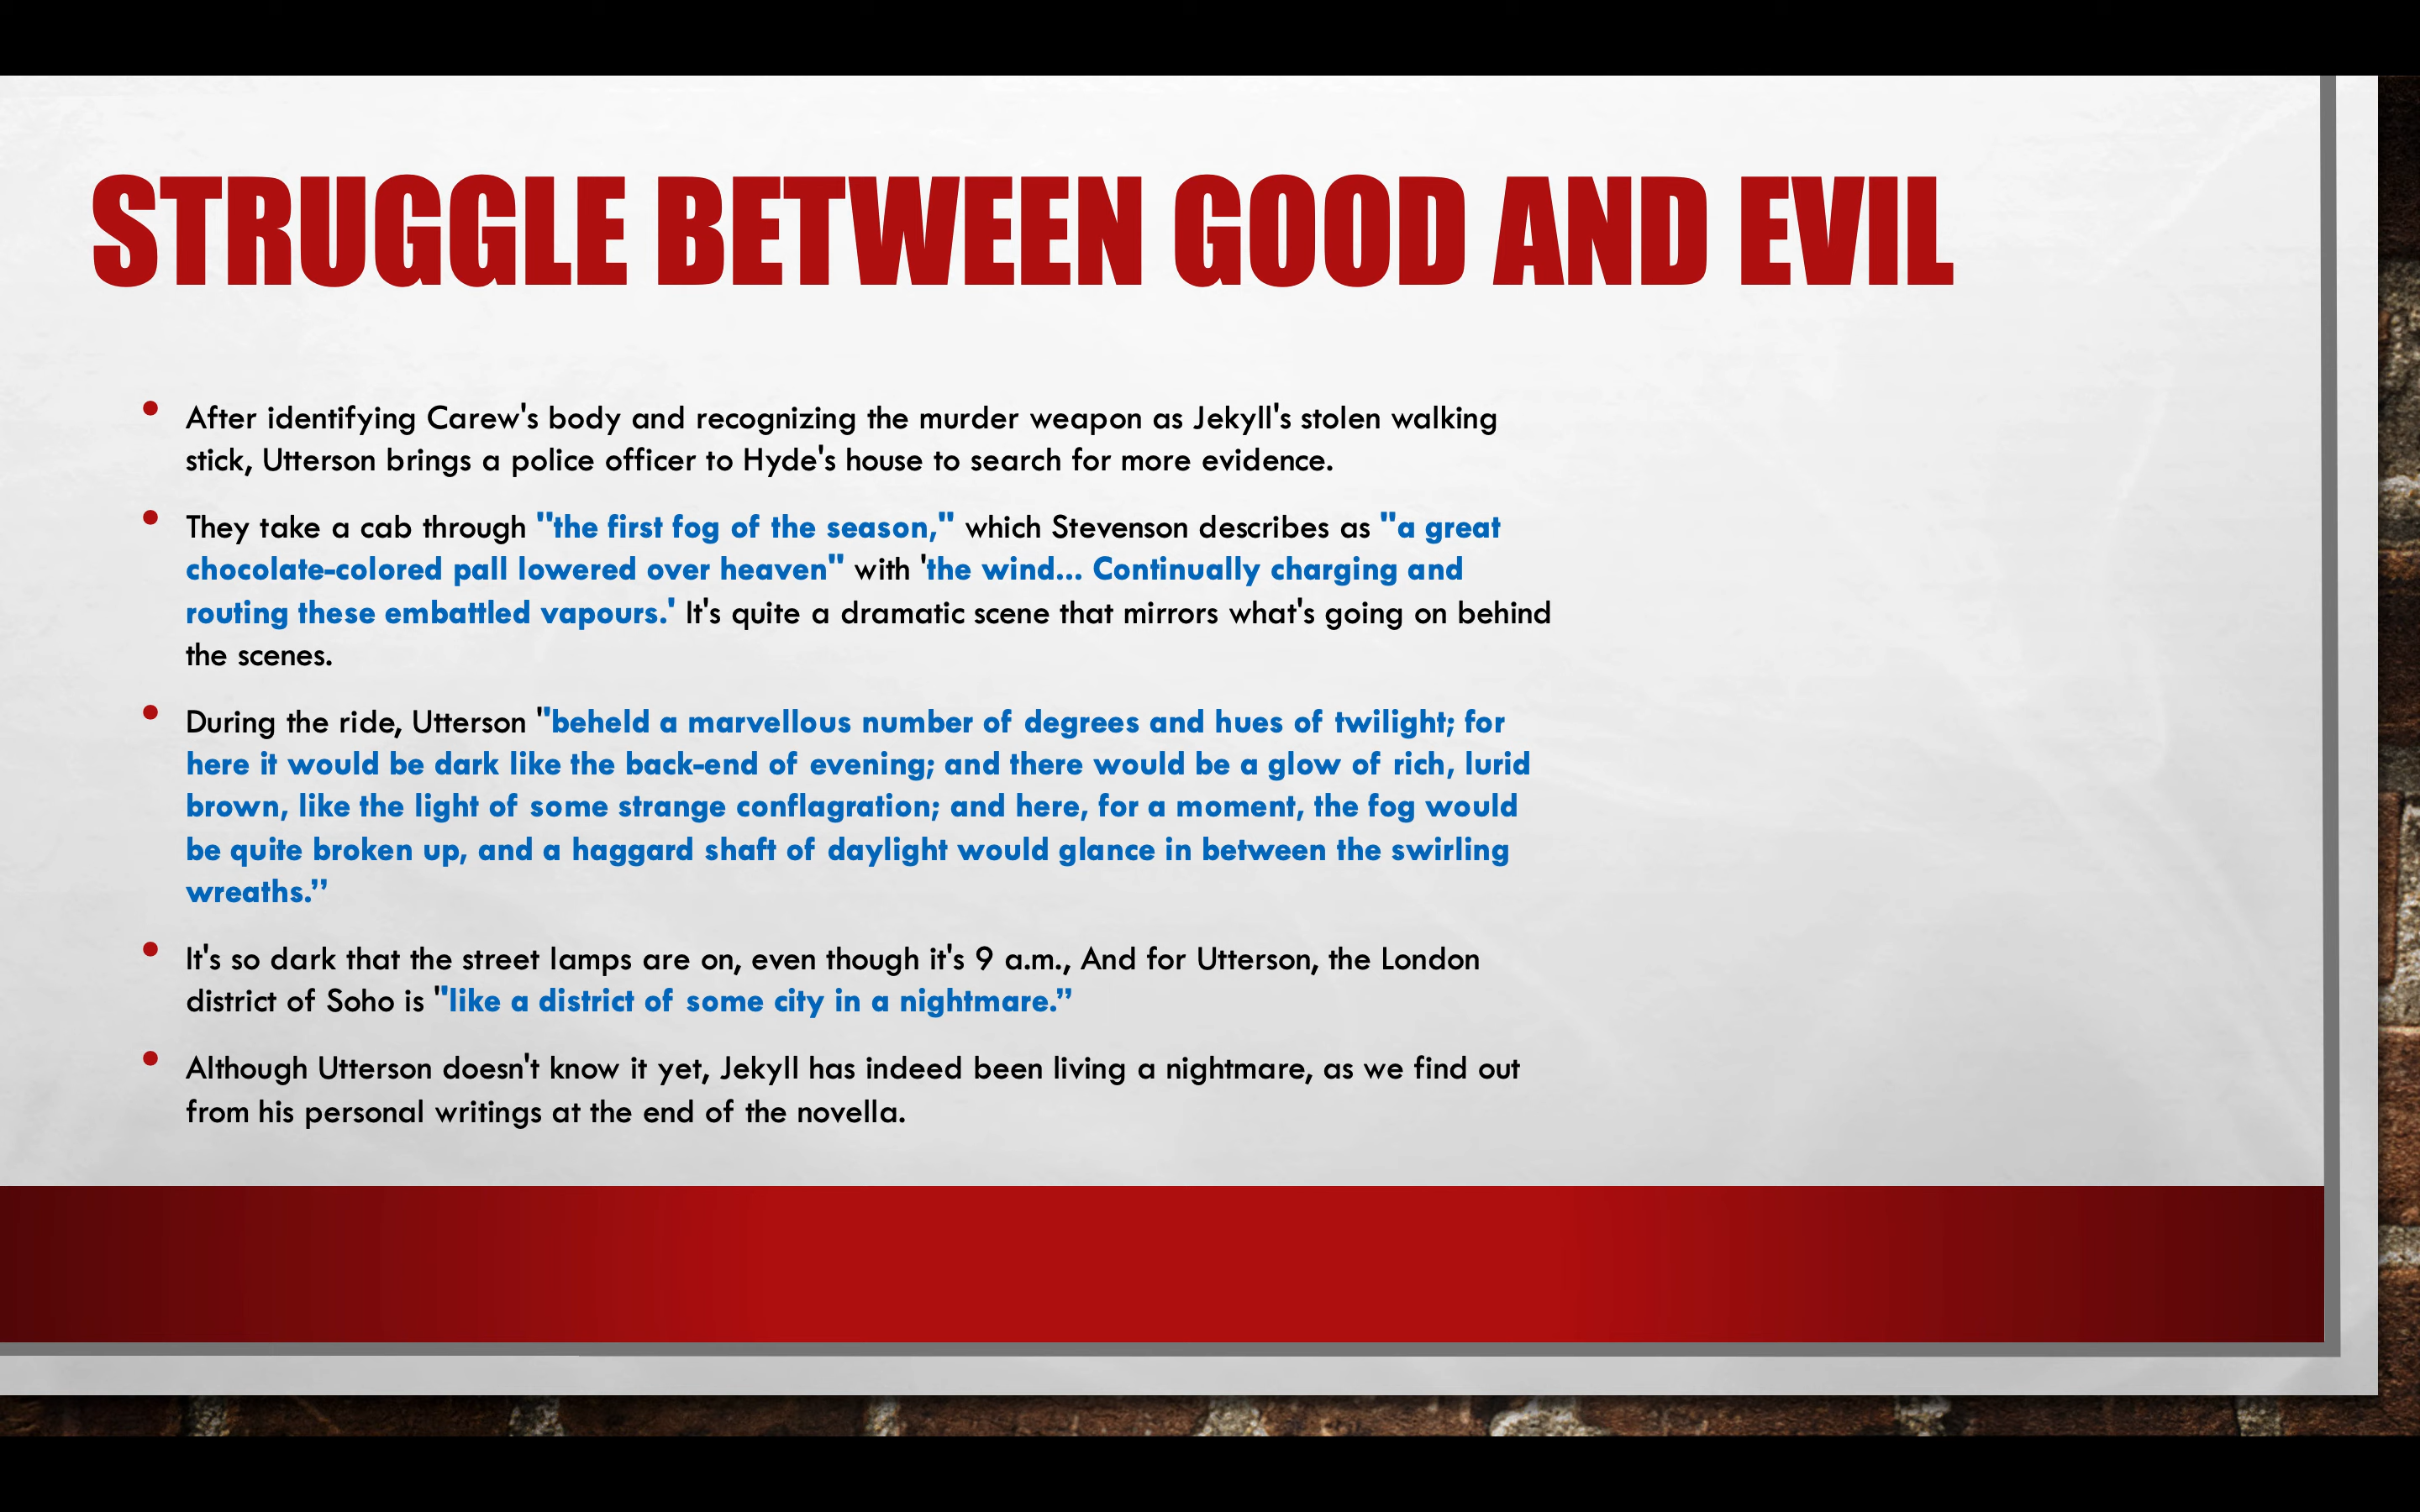 STRUGGLE BETWEEN GOOD AND EVIL
• After identifying Carew's body and recognizing the murder weapon as Jekyll's stolen walking
stick, Utterson brings a police officer to Hyde's house to search for more evidence.
• They take a cab through "the first fog of the season," which Stevenson describes as "a great
chocolate-colored pall lowered over heaven" with 'the wind... Continually charging and
routing these embattled vapours.' It's quite a dramatic scene that mirrors what's going on behind
the scenes.
• During the ride, Utterson ''beheld a marvellous number of degrees and hues of twilight; for
here it would be dark like the back-end of evening; and there would be a glow of rich, lurid
brown, like the light of some strange conflagration; and here, for a moment, the fog would
be quite broken up, and a haggard shaft of daylight would glance in between the swirling
wreaths.”
• It's so dark that the street lamps are on, even though it's 9 a.m., And for Utterson, the London
district of Soho is ''like a district of some city in a nightmare.”
• Although Utterson doesn't know it yet, Jekyll has indeed been living a nightmare, as we find out
from his personal writings at the end of the novella.